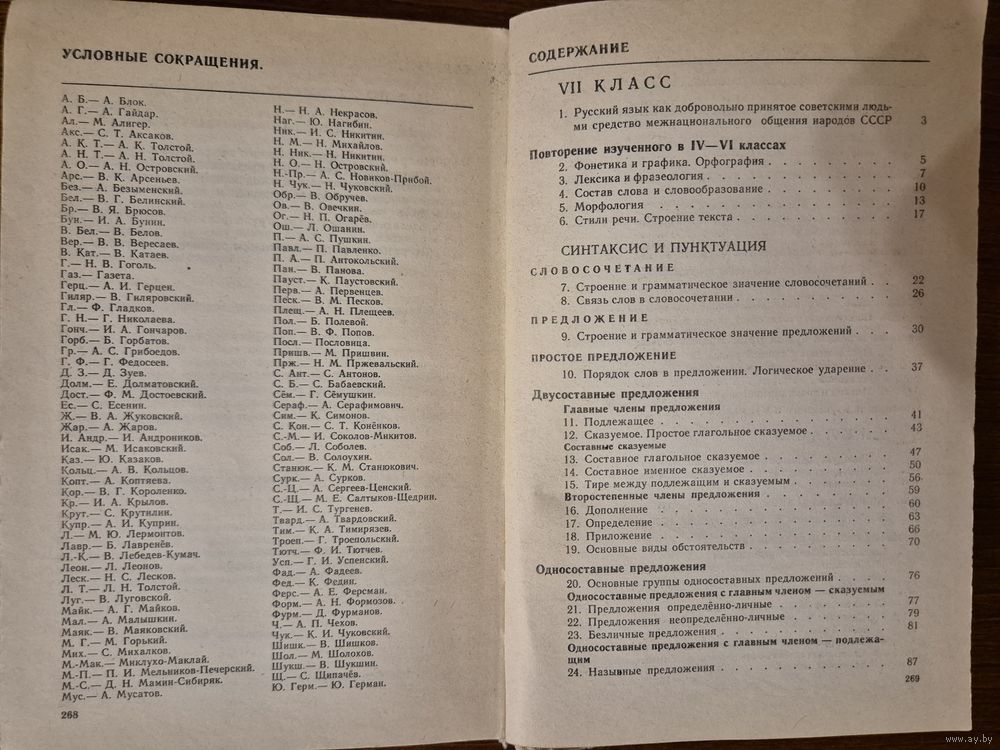 УСЛОВНЫЕ СОКРАЩЕНИЯ.
А. Б.— А. Блок.
А. Г.— А. Гайдар.
Ал.— М. Алигер.
Акс.— С. Т. Аксаков.
А. К. Т.— А. К. Толстой.
А. Н. Т.— А. Н. Толстой.
А. О.— А. Н. Островский.
Арс.— В. К. Арсеньев.
Без.— А. Безыменский.
Бел.— В. Г. Белинский.
Бр.— В. Я. Брюсов.
Бун.— И. А. Бунин.
В. Бел.— В. Белов.
Вер.— В. В. Вересаев.
В. Кат.— В. Катаев.
Г.— Н. В. Гоголь.
Газ.— Газета.
Герц.— А. И. Герцен.
Гиляр.— В. Гиляровский.
Гл.— Ф. Гладков.
Г. Н.— Г. Николаева.
Гонч.— И. А. Гончаров.
Горб.— Б. Горбатов.
Гр.— А. С. Грибоедов.
Г. Ф.— Г. Федосеев.
Д. З.— Д. Зуев.
Долм.— Е. Долматовский.
Дост.— Ф. М. Достоевский.
Ес.— С. Есенин.
Ж.— В. А. Жуковский.
Жар.— А. Жаров.
И. Андр.— И. Андроников.
Исак.— М. Исаковский.
Каз.— Ю. Казаков.
Кольц.— А. В. Кольцов.
Копт.— А. Коптяева.
Кор.— В. Г. Короленко.
Кр.— И. А. Крылов.
Крут.— С. Крутилин.
Купр.— А. И. Куприн.
Л.— М. Ю. Лермонтов.
Лавр.— Б. Лавренёв.
Л.-К.— В. Лебедев-Кумач.
Леон.— Л. Леонов.
Леск.— Н. С. Лесков.
Л. Т.— Л. Н. Толстой.
Луг.— В. Луговской.
Майк.— А. Г. Майков.
Мал.— А. Малышкин.
Маяк.— В. Маяковский.
М. Г.— М. Горький.
Мих.— С. Михалков.
М.-Мак.— Миклухо-Маклай.
М.-П.— П. И. Мельников-Печерский.
М.-С.— Д. Н. Мамин-Сибиряк.
Мус.— А. Мусатов.
Н.— Н. А. Некрасов.
Наг.— Ю. Нагибин.
Ник.— И. С. Никитин.
Н. М.— Н. Михайлов.
Н. Ник.— Н. Никитин.
Н. О.— Н. Островский.
Н.-Пр.— А. С. Новиков-Прибой.
Н. Чук.— Н. Чуковский.
Обр.— В. Обручев.
Ов.— В. Овечкин.
Ог.— Н. П. Огарёв.
Ош.— Л. Ошанин.
П.— А. С. Пушкин.
Павл.— П. Павленко.
П. А.— П. Антокольский.
Пан.— В. Панова.
Пауст.— К. Паустовский.
Перв.— А. Первенцев.
Песк.— В. М. Песков.
Плещ.— А. Н. Плещеев.
Пол.— Б. Полевой.
Поп.— В. Ф. Попов.
Посл.— Пословица.
Пришв.— М. Пришвин.
Прж.— Н. М. Пржевальский.
С. Ант.— С. Антонов.
С. Б.— С. Бабаевский.
Сём.— Г. Сёмушкин.
Сераф.— А. Серафимович.
Сим.— К. Симонов.
С. Кон.— С. Т. Конёнков.
С.-М.— И. Соколов-Микитов.
Соб.— Л. Соболев.
Сол.— В. Солоухин.
Станюк.— К. М. Станюкович.
Сурк.— А. Сурков.
С.-Ц.— А. Сергеев-Ценский.
С.-Щ.— М. Е. Салтыков-Щедрин.
Т.— И. С. Тургенев.
Твард.— А. Твардовский.
Тим.— К. А. Тимирязев.
Троеп.— Г. Троепольский.
Тютч.— Ф. И. Тютчев.
Усп.— Г. И. Успенский.
Фад.— А. Фадеев.
Фед.— К. Федин.
Ферс.— А. Е. Ферсман.
Форм.— А. Н. Формозов.
Фурм.— Д. Фурманов.
Ч.— А. П. Чехов.
Чук.— К. И. Чуковский.
Шишк.— В. Шишков.
Шол.— М. Шолохов.
Шукш.— В. Шукшин.
Щ.— С. Щипачёв.
Ю. Герм.— Ю. Герман.
268
СОДЕРЖАНИЕ
VII КЛАСС
1. Русский язык как добровольно принятое советскими людь-
ми средство межнационального общения народов СССР 3
Повторение изученного в IV—VI классах
2. Фонетика и графика. Орфография . . . . . . . . . . 5
3. Лексика и фразеология . . . . . . . . . . 7
4. Состав слова и словообразование . . . . . . . . . . 10
5. Морфология . . . . . . . . . . 13
6. Стили речи. Строение текста . . . . . . . . . . 17
СИНТАКСИС И ПУНКТУАЦИЯ
СЛОВОСОЧЕТАНИЕ
7. Строение и грамматическое значение словосочетаний . . 22
8. Связь слов в словосочетании . . . . . . . . . . 26
ПРЕДЛОЖЕНИЕ
9. Строение и грамматическое значение предложений . . . 30
ПРОСТОЕ ПРЕДЛОЖЕНИЕ
10. Порядок слов в предложении. Логическое ударение . . 37
Двусоставные предложения
Главные члены предложения
11. Подлежащее . . . . . . . . . . 41
12. Сказуемое. Простое глагольное сказуемое . . . . . . . 43
Составные сказуемые
13. Составное глагольное сказуемое . . . . . . . . . . 47
14. Составное именное сказуемое . . . . . . . . . . 50
15. Тире между подлежащим и сказуемым . . . . . . . . 56
Второстепенные члены предложения . . . . . . . . . . 59
16. Дополнение . . . . . . . . . . 60
17. Определение . . . . . . . . . . 63
18. Приложение . . . . . . . . . . 66
19. Основные виды обстоятельств . . . . . . . . . . 70
Односоставные предложения
20. Основные группы односоставных предложений . . . . . 76
Односоставные предложения с главным членом — сказуемым
21. Предложения определённо-личные . . . . . . . . . . 77
22. Предложения неопределённо-личные . . . . . . . . . . 79
23. Безличные предложения . . . . . . . . . . 81
Односоставные предложения с главным членом — подлежа-
щим
24. Назывные предложения . . . . . . . . . . 87
269
www.ay.by